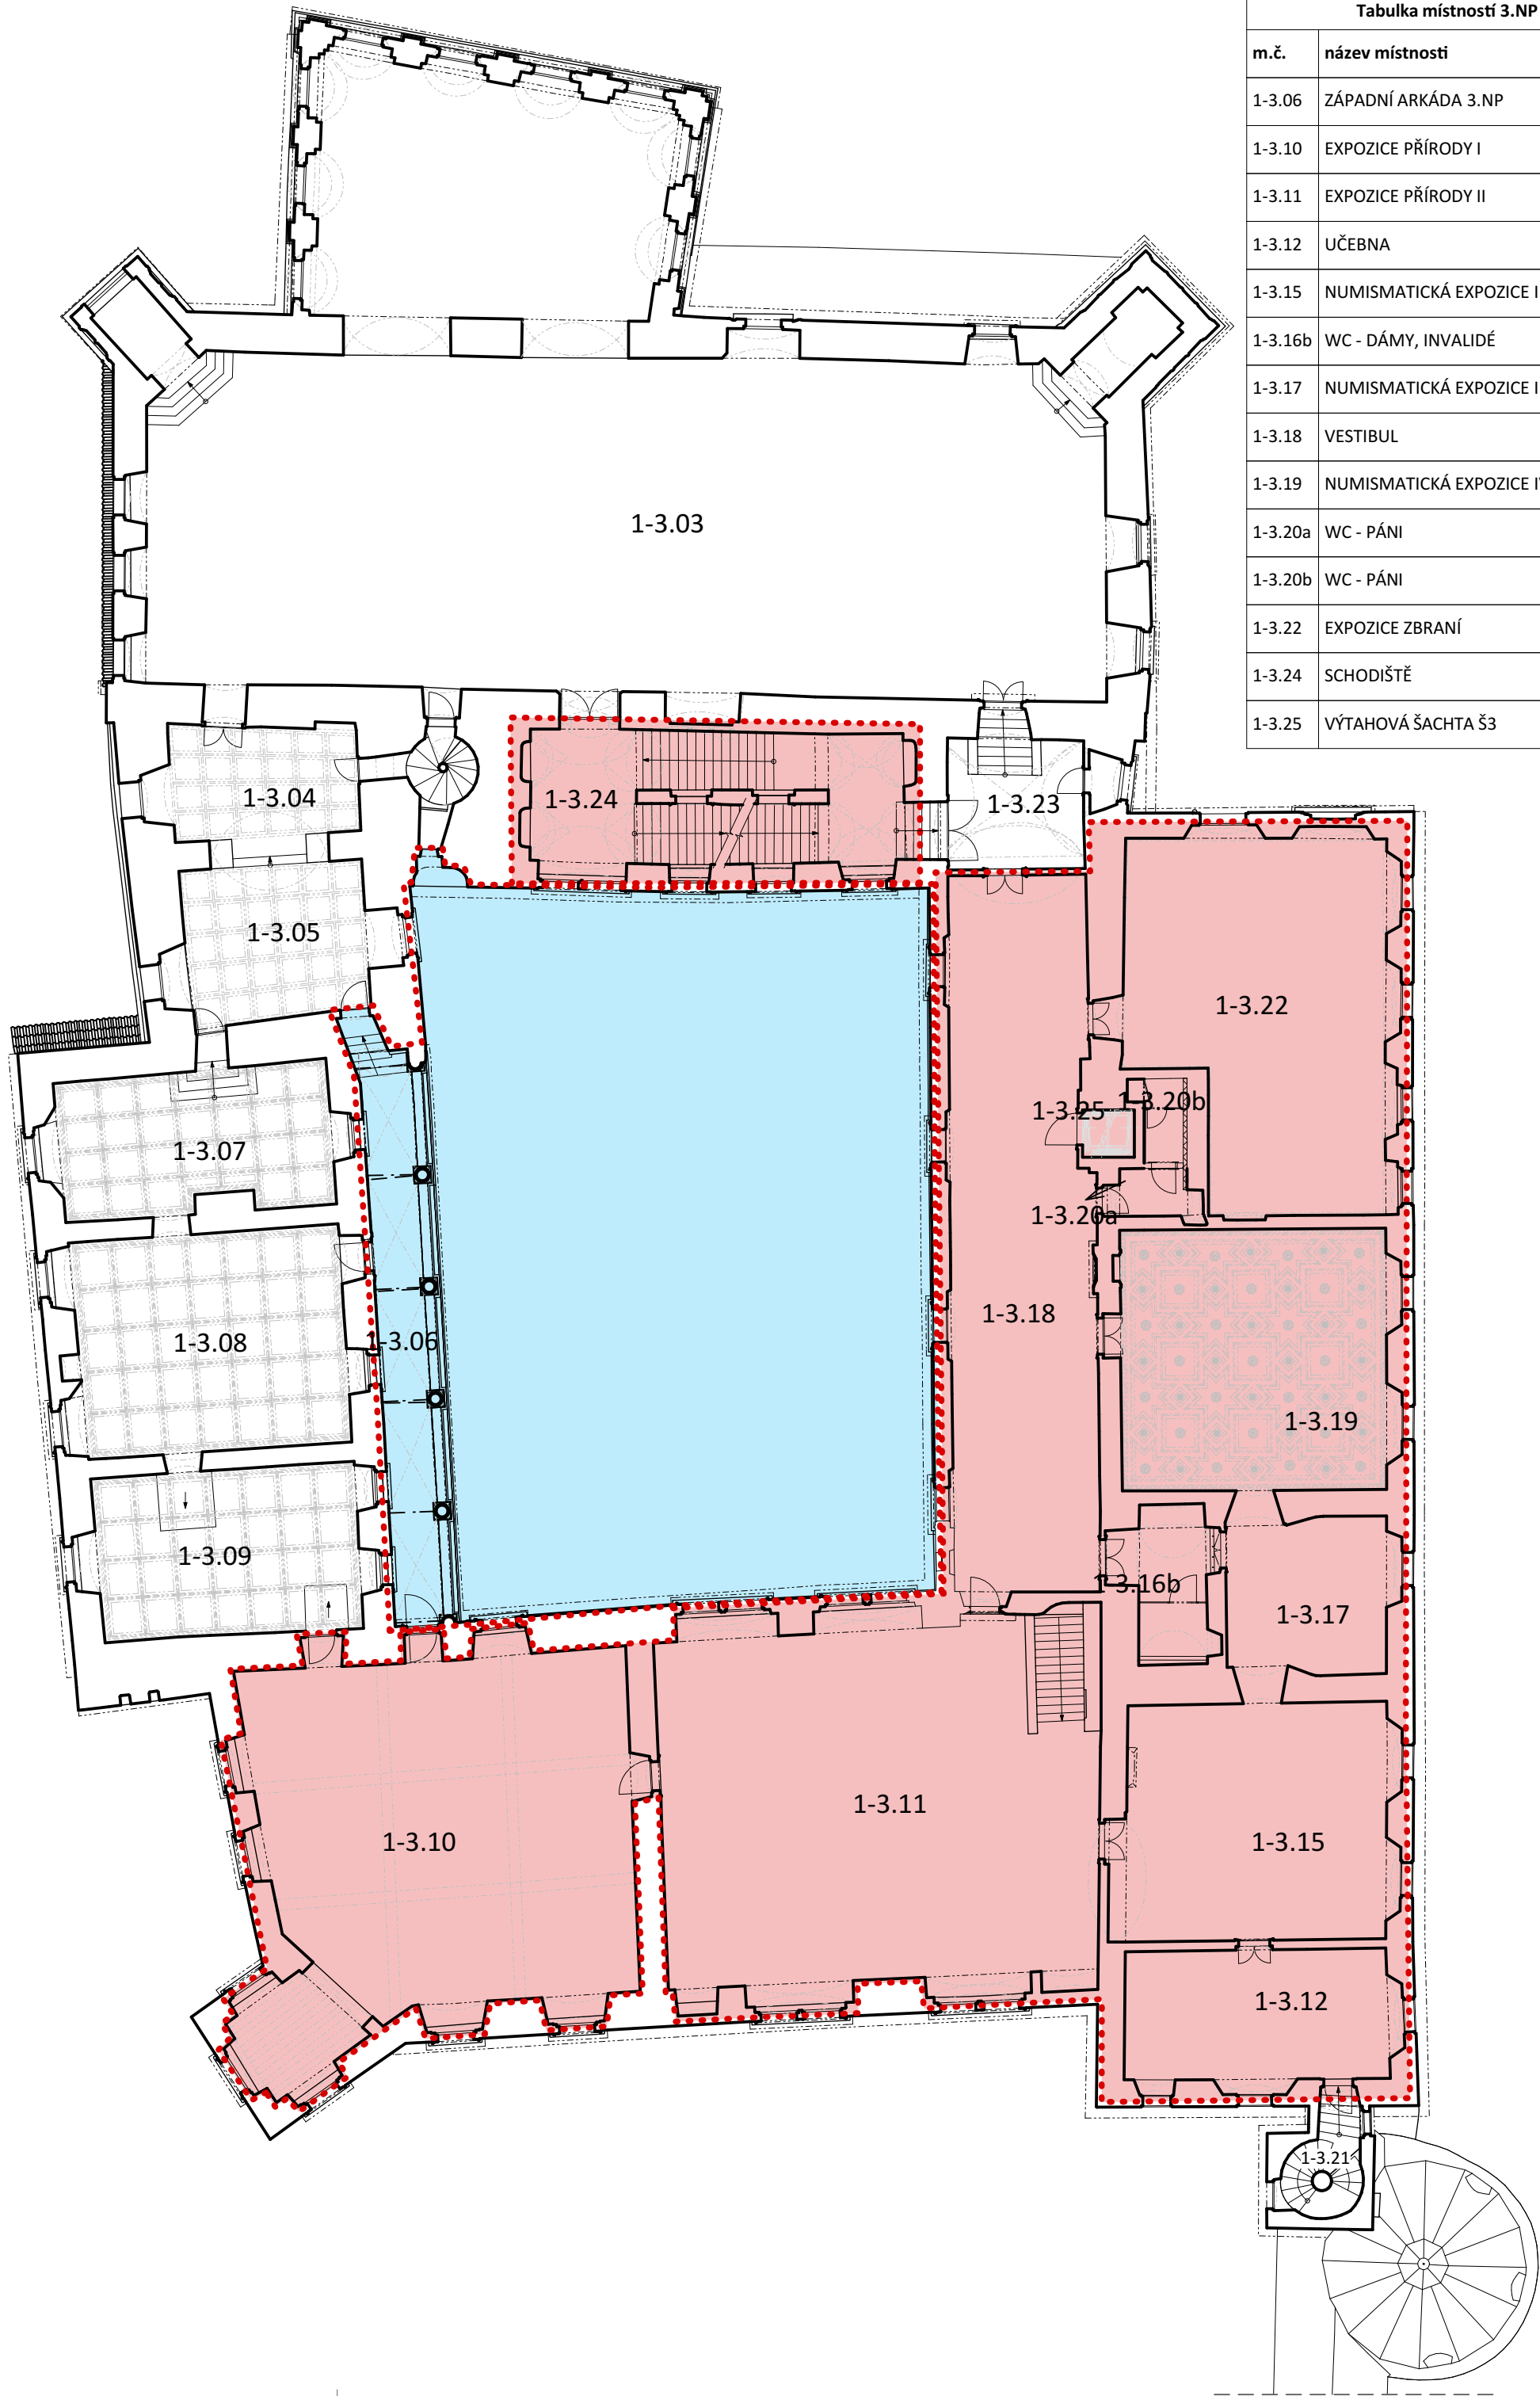 Tabulka místností 3.NP
m.č. název místnosti
1-3.06 ZÁPADNÍ ARKÁDA 3.NP
1-3.10 EXPOZICE PŘÍRODY I
1-3.11 EXPOZICE PŘÍRODY II
1-3.12 UČEBNA
1-3.15 NUMISMATICKÁ EXPOZICE I
1-3.16b WC - DÁMY, INVALIDÉ
1-3.17 NUMISMATICKÁ EXPOZICE I
1-3.18 VESTIBUL
1-3.19 NUMISMATICKÁ EXPOZICE
1-3.20a WC - PÁNI
1-3.20b WC - PÁNI
1-3.22 EXPOZICE ZBRANÍ
1-3.24 SCHODIŠTĚ
1-3.25 VÝTAHOVÁ ŠACHTA Š3
1-3.03
1-3.04
1-3.24
1-3.23
1-3.05
1-3.22
1-3.25
1-3.20b
1-3.07
1-3.20a
1-3.18
1-3.08
1-3.06
1-3.19
1-3.09
1-3.16b
1-3.17
1-3.11
1-3.10
1-3.15
1-3.12
1-3.21